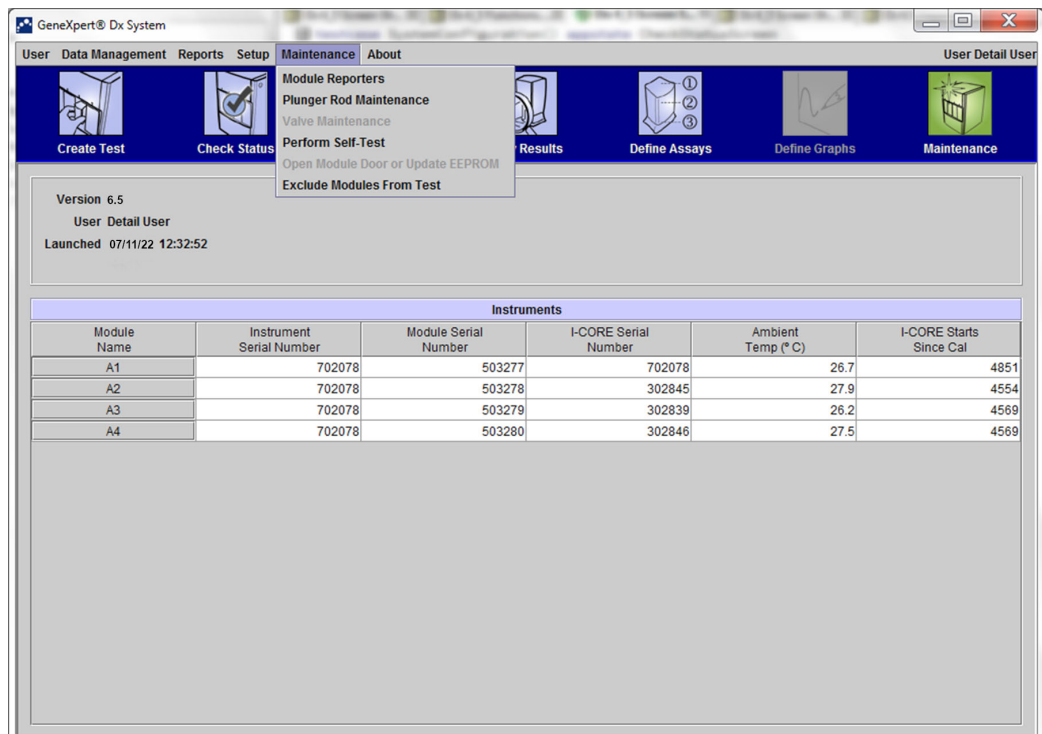 GeneXpert® Dx System
User Data Management Reports Setup Maintenance About User Detail User
Module Reporters
Plunger Rod Maintenance
Valve Maintenance
Perform Self-Test
Open Module Door or Update EEPROM
Exclude Modules From Test
Create Test Check Status Results Define Assays Define Graphs Maintenance
Version 6.5
User Detail User
Launched 07/11/22 12:32:52
Instruments
Module Name Instrument Serial Number Module Serial Number I-CORE Serial Number Ambient Temp (° C) I-CORE Starts Since Cal
A1 702078 503277 702078 26.7 4851
A2 702078 503278 302845 27.9 4554
A3 702078 503279 302839 26.2 4569
A4 702078 503280 302846 27.5 4569